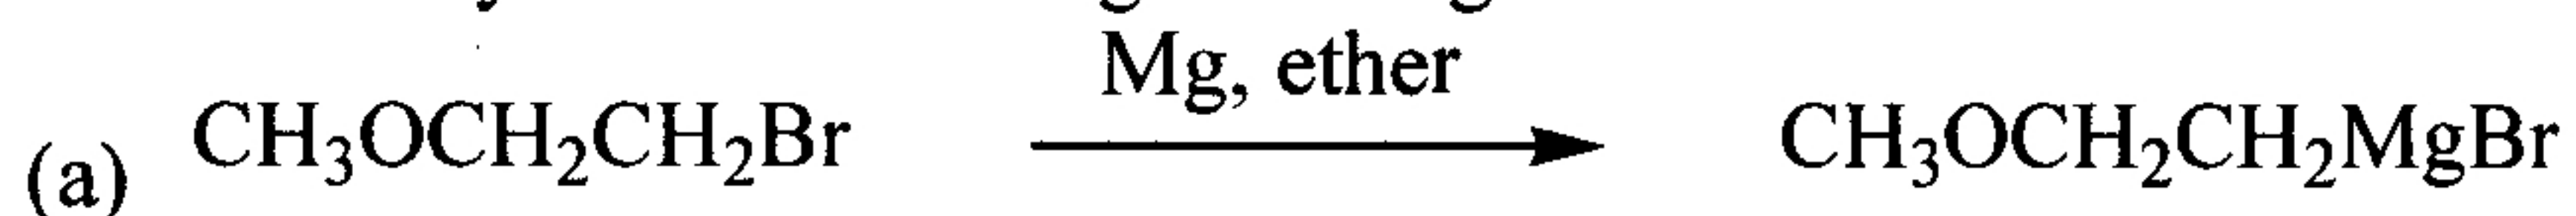 Mg, ether
(a) CH₃OCH₂CH₂Br CH₃OCH₂CH₂MgBr